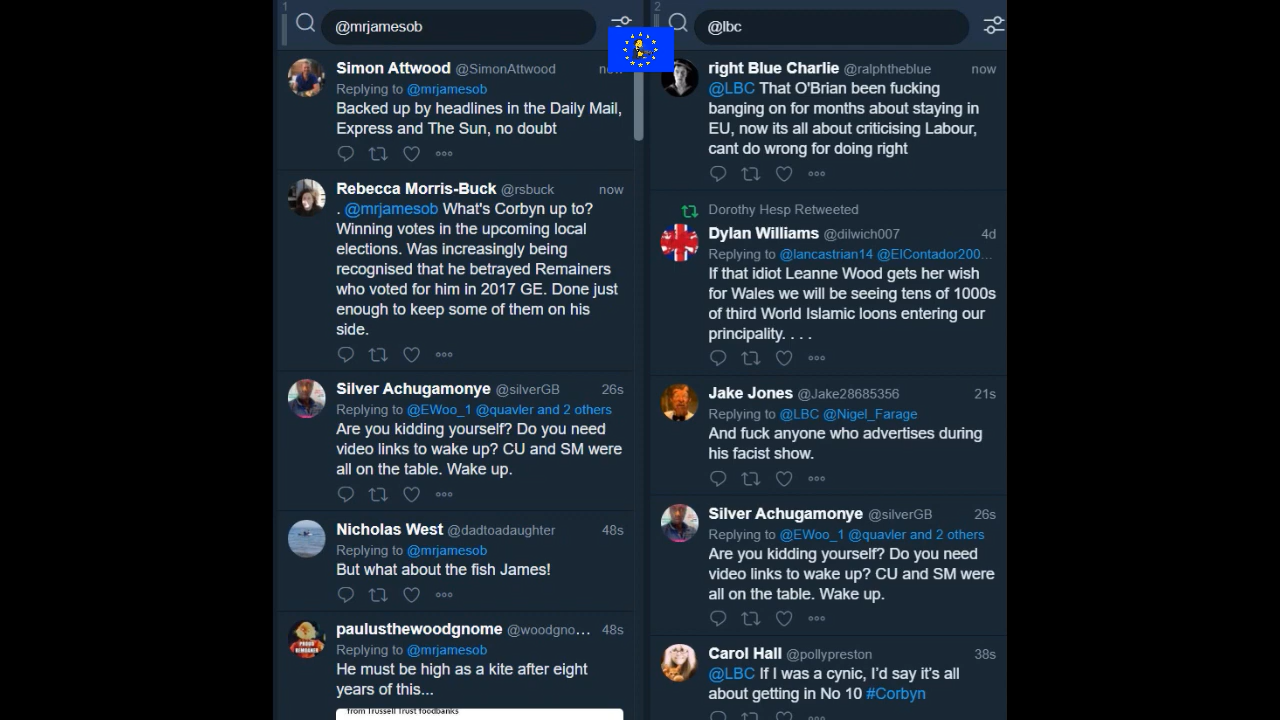 1
@mrjamesob
Simon Attwood @SimonAttwood now
Replying to @mrjamesob
Backed up by headlines in the Daily Mail,
Express and The Sun, no doubt
Rebecca Morris-Buck @rsbuck now
. @mrjamesob What's Corbyn up to?
Winning votes in the upcoming local
elections. Was increasingly being
recognised that he betrayed Remainers
who voted for him in 2017 GE. Done just
enough to keep some of them on his
side.
Silver Achugamonye @silverGB 26s
Replying to @EWoo_1 @quavler and 2 others
Are you kidding yourself? Do you need
video links to wake up? CU and SM were
all on the table. Wake up.
Nicholas West @dadtoadaughter 48s
Replying to @mrjamesob
But what about the fish James!
paulusthewoodgnome @woodgno... 48s
Replying to @mrjamesob
He must be high as a kite after eight
years of this...
from Trussell Trust foodbanks
2
@lbc
right Blue Charlie @ralphtheblue now
@LBC That O'Brian been fucking
banging on for months about staying in
EU, now its all about criticising Labour,
cant do wrong for doing right
Dorothy Hesp Retweeted
Dylan Williams @dilwich007 4d
Replying to @lancastrian14 @ElContador200...
If that idiot Leanne Wood gets her wish
for Wales we will be seeing tens of 1000s
of third World Islamic loons entering our
principality. . . .
Jake Jones @Jake28685356 21s
Replying to @LBC @Nigel_Farage
And fuck anyone who advertises during
his facist show.
Silver Achugamonye @silverGB 26s
Replying to @EWoo_1 @quavler and 2 others
Are you kidding yourself? Do you need
video links to wake up? CU and SM were
all on the table. Wake up.
Carol Hall @pollypreston 38s
@LBC If I was a cynic, I'd say it's all
about getting in No 10 #Corbyn